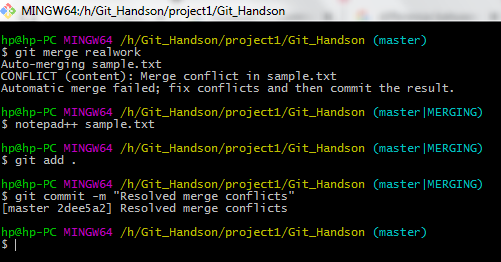 MINGW64:/h/Git_Handson/project1/Git_Handson
hp@hp-PC MINGW64 /h/Git_Handson/project1/Git_Handson (master)
$ git merge realwork
Auto-merging sample.txt
CONFLICT (content): Merge conflict in sample.txt
Automatic merge failed; fix conflicts and then commit the result.
hp@hp-PC MINGW64 /h/Git_Handson/project1/Git_Handson (master|MERGING)
$ notepad++ sample.txt
hp@hp-PC MINGW64 /h/Git_Handson/project1/Git_Handson (master|MERGING)
$ git add .
hp@hp-PC MINGW64 /h/Git_Handson/project1/Git_Handson (master|MERGING)
$ git commit -m "Resolved merge conflicts"
[master 2dee5a2] Resolved merge conflicts
hp@hp-PC MINGW64 /h/Git_Handson/project1/Git_Handson (master)
$